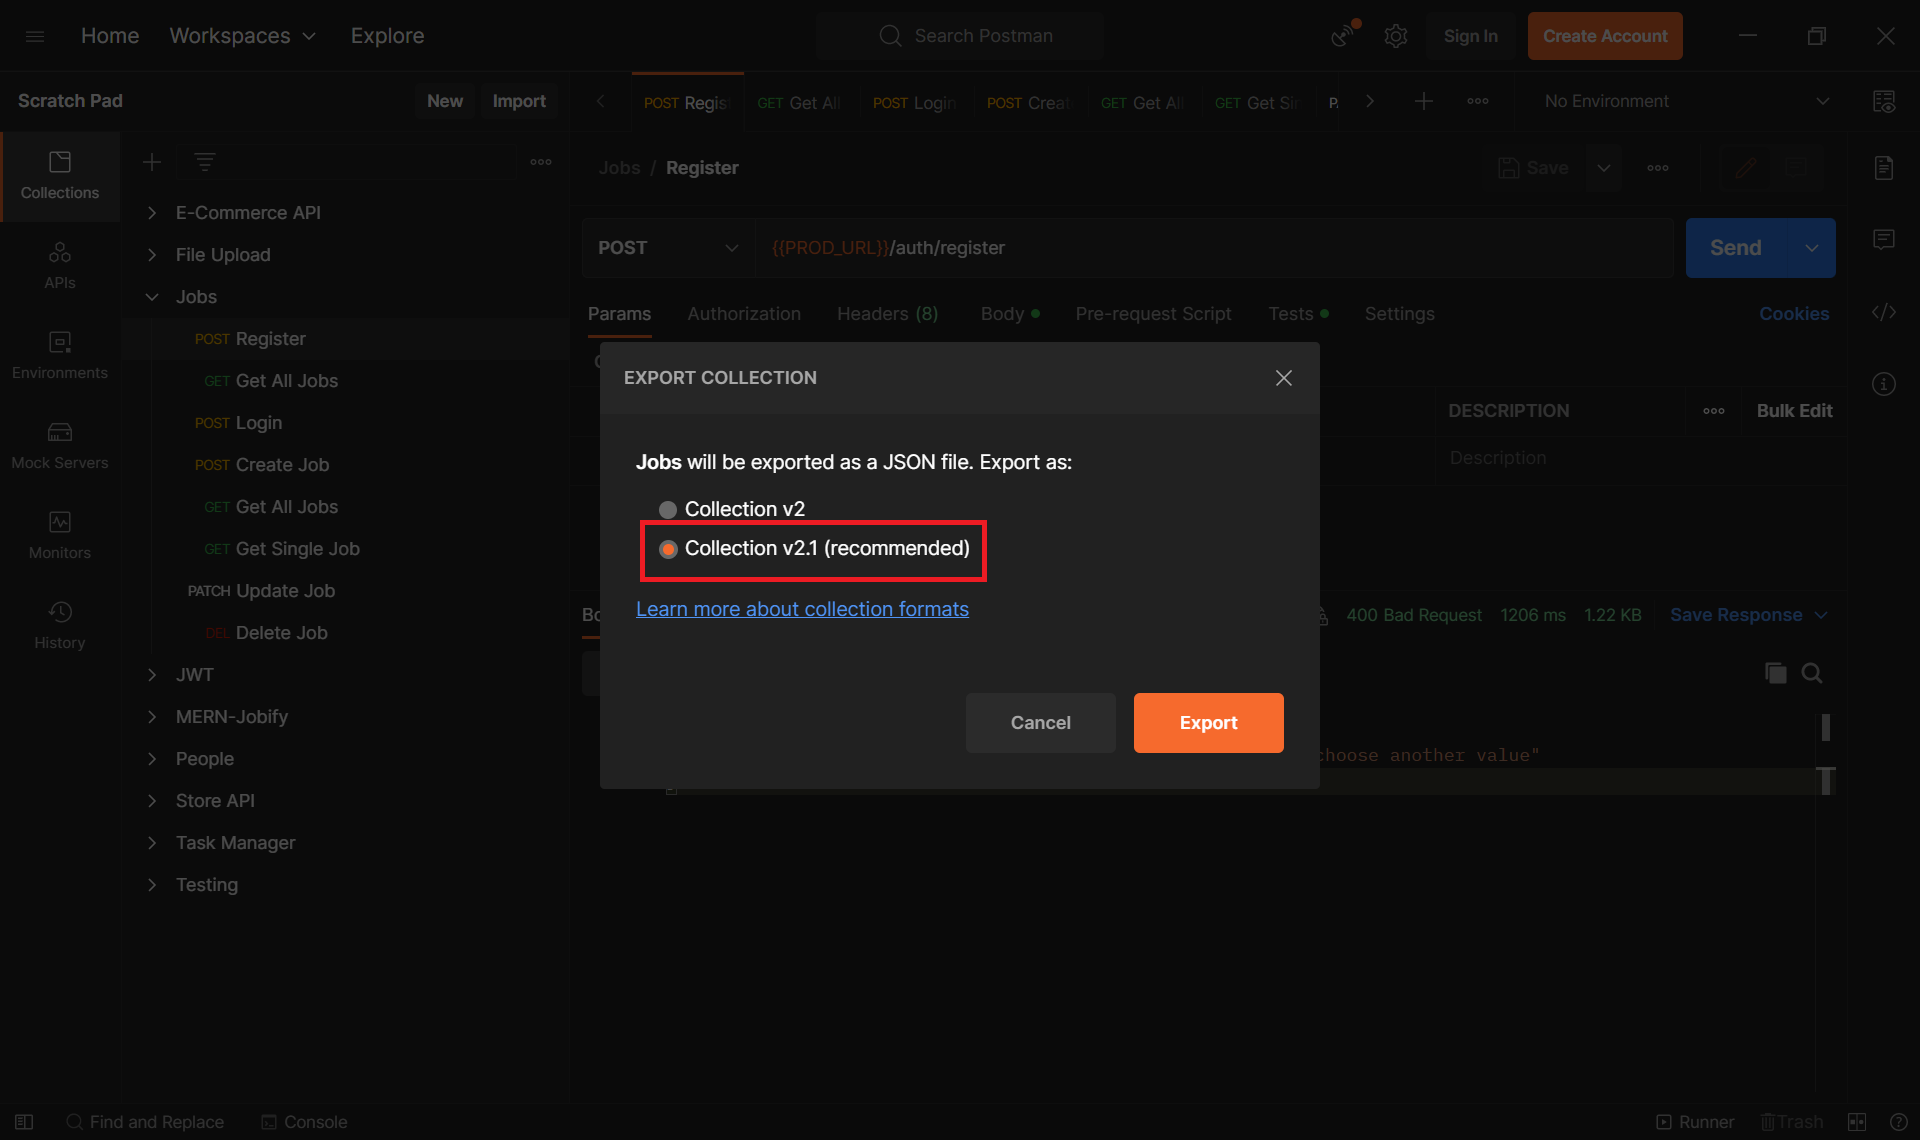 Home Workspaces Explore Search Postman Sign In Create Account
Scratch Pad New Import
POST Regis GET Get All POST Login POST Creat GET Get All GET Get Si No Environment
Collections
APIs
Environments
Mock Servers
Monitors
History
E-Commerce API
File Upload
Jobs
POST Register
GET Get All Jobs
POST Login
POST Create Job
GET Get All Jobs
GET Get Single Job
PATCH Update Job
DEL Delete Job
JWT
MERN-Jobify
People
Store API
Task Manager
Testing
Jobs / Register Save
POST {{PROD_URL}}/auth/register Send
Params Authorization Headers (8) Body Pre-request Script Tests Settings Cookies
DESCRIPTION Bulk Edit
Description
EXPORT COLLECTION
Jobs will be exported as a JSON file. Export as:
Collection v2
Collection v2.1 (recommended)
Learn more about collection formats
Cancel Export
400 Bad Request 1206 ms 1.22 KB Save Response
choose another value"
Find and Replace Console Runner Trash